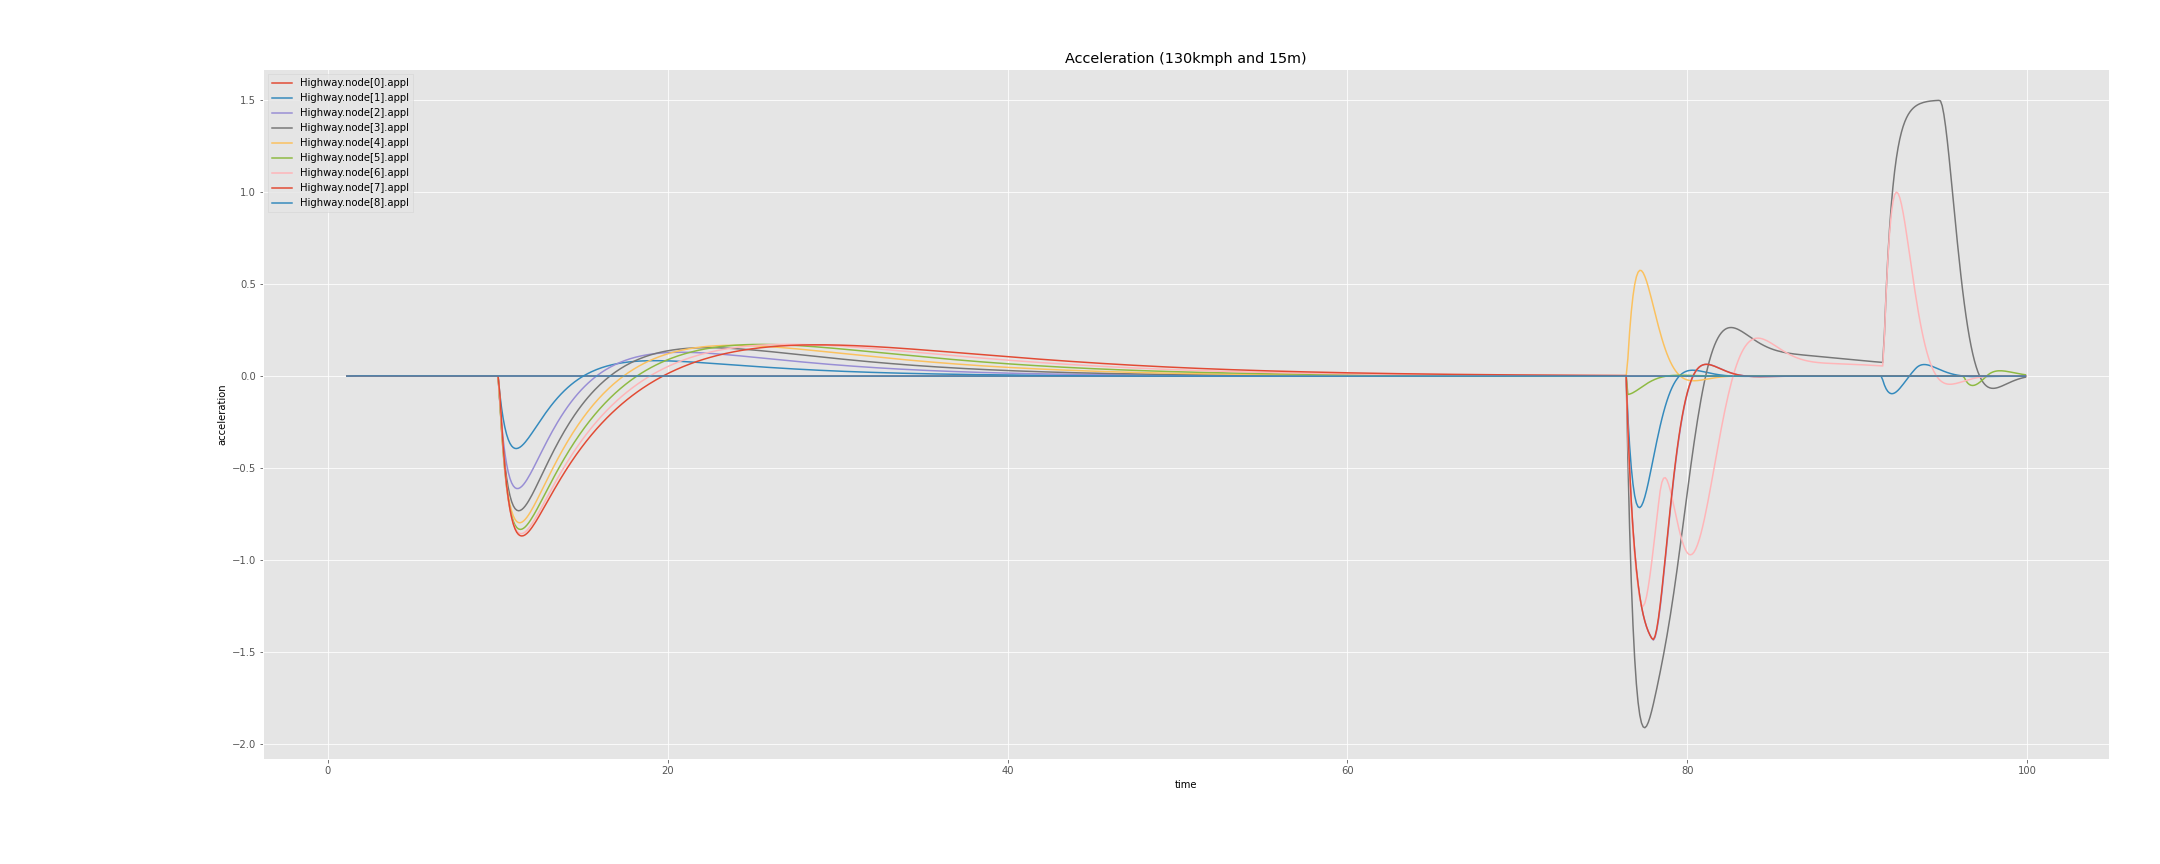 Acceleration (130kmph and 15m)
Highway.node[0].appl
Highway.node[1].appl
Highway.node[2].appl
Highway.node[3].appl
Highway.node[4].appl
Highway.node[5].appl
Highway.node[6].appl
Highway.node[7].appl
Highway.node[8].appl
1.5
1.0
0.5
0.0
−0.5
−1.0
−1.5
−2.0
acceleration
0 20 40 60 80 100
time